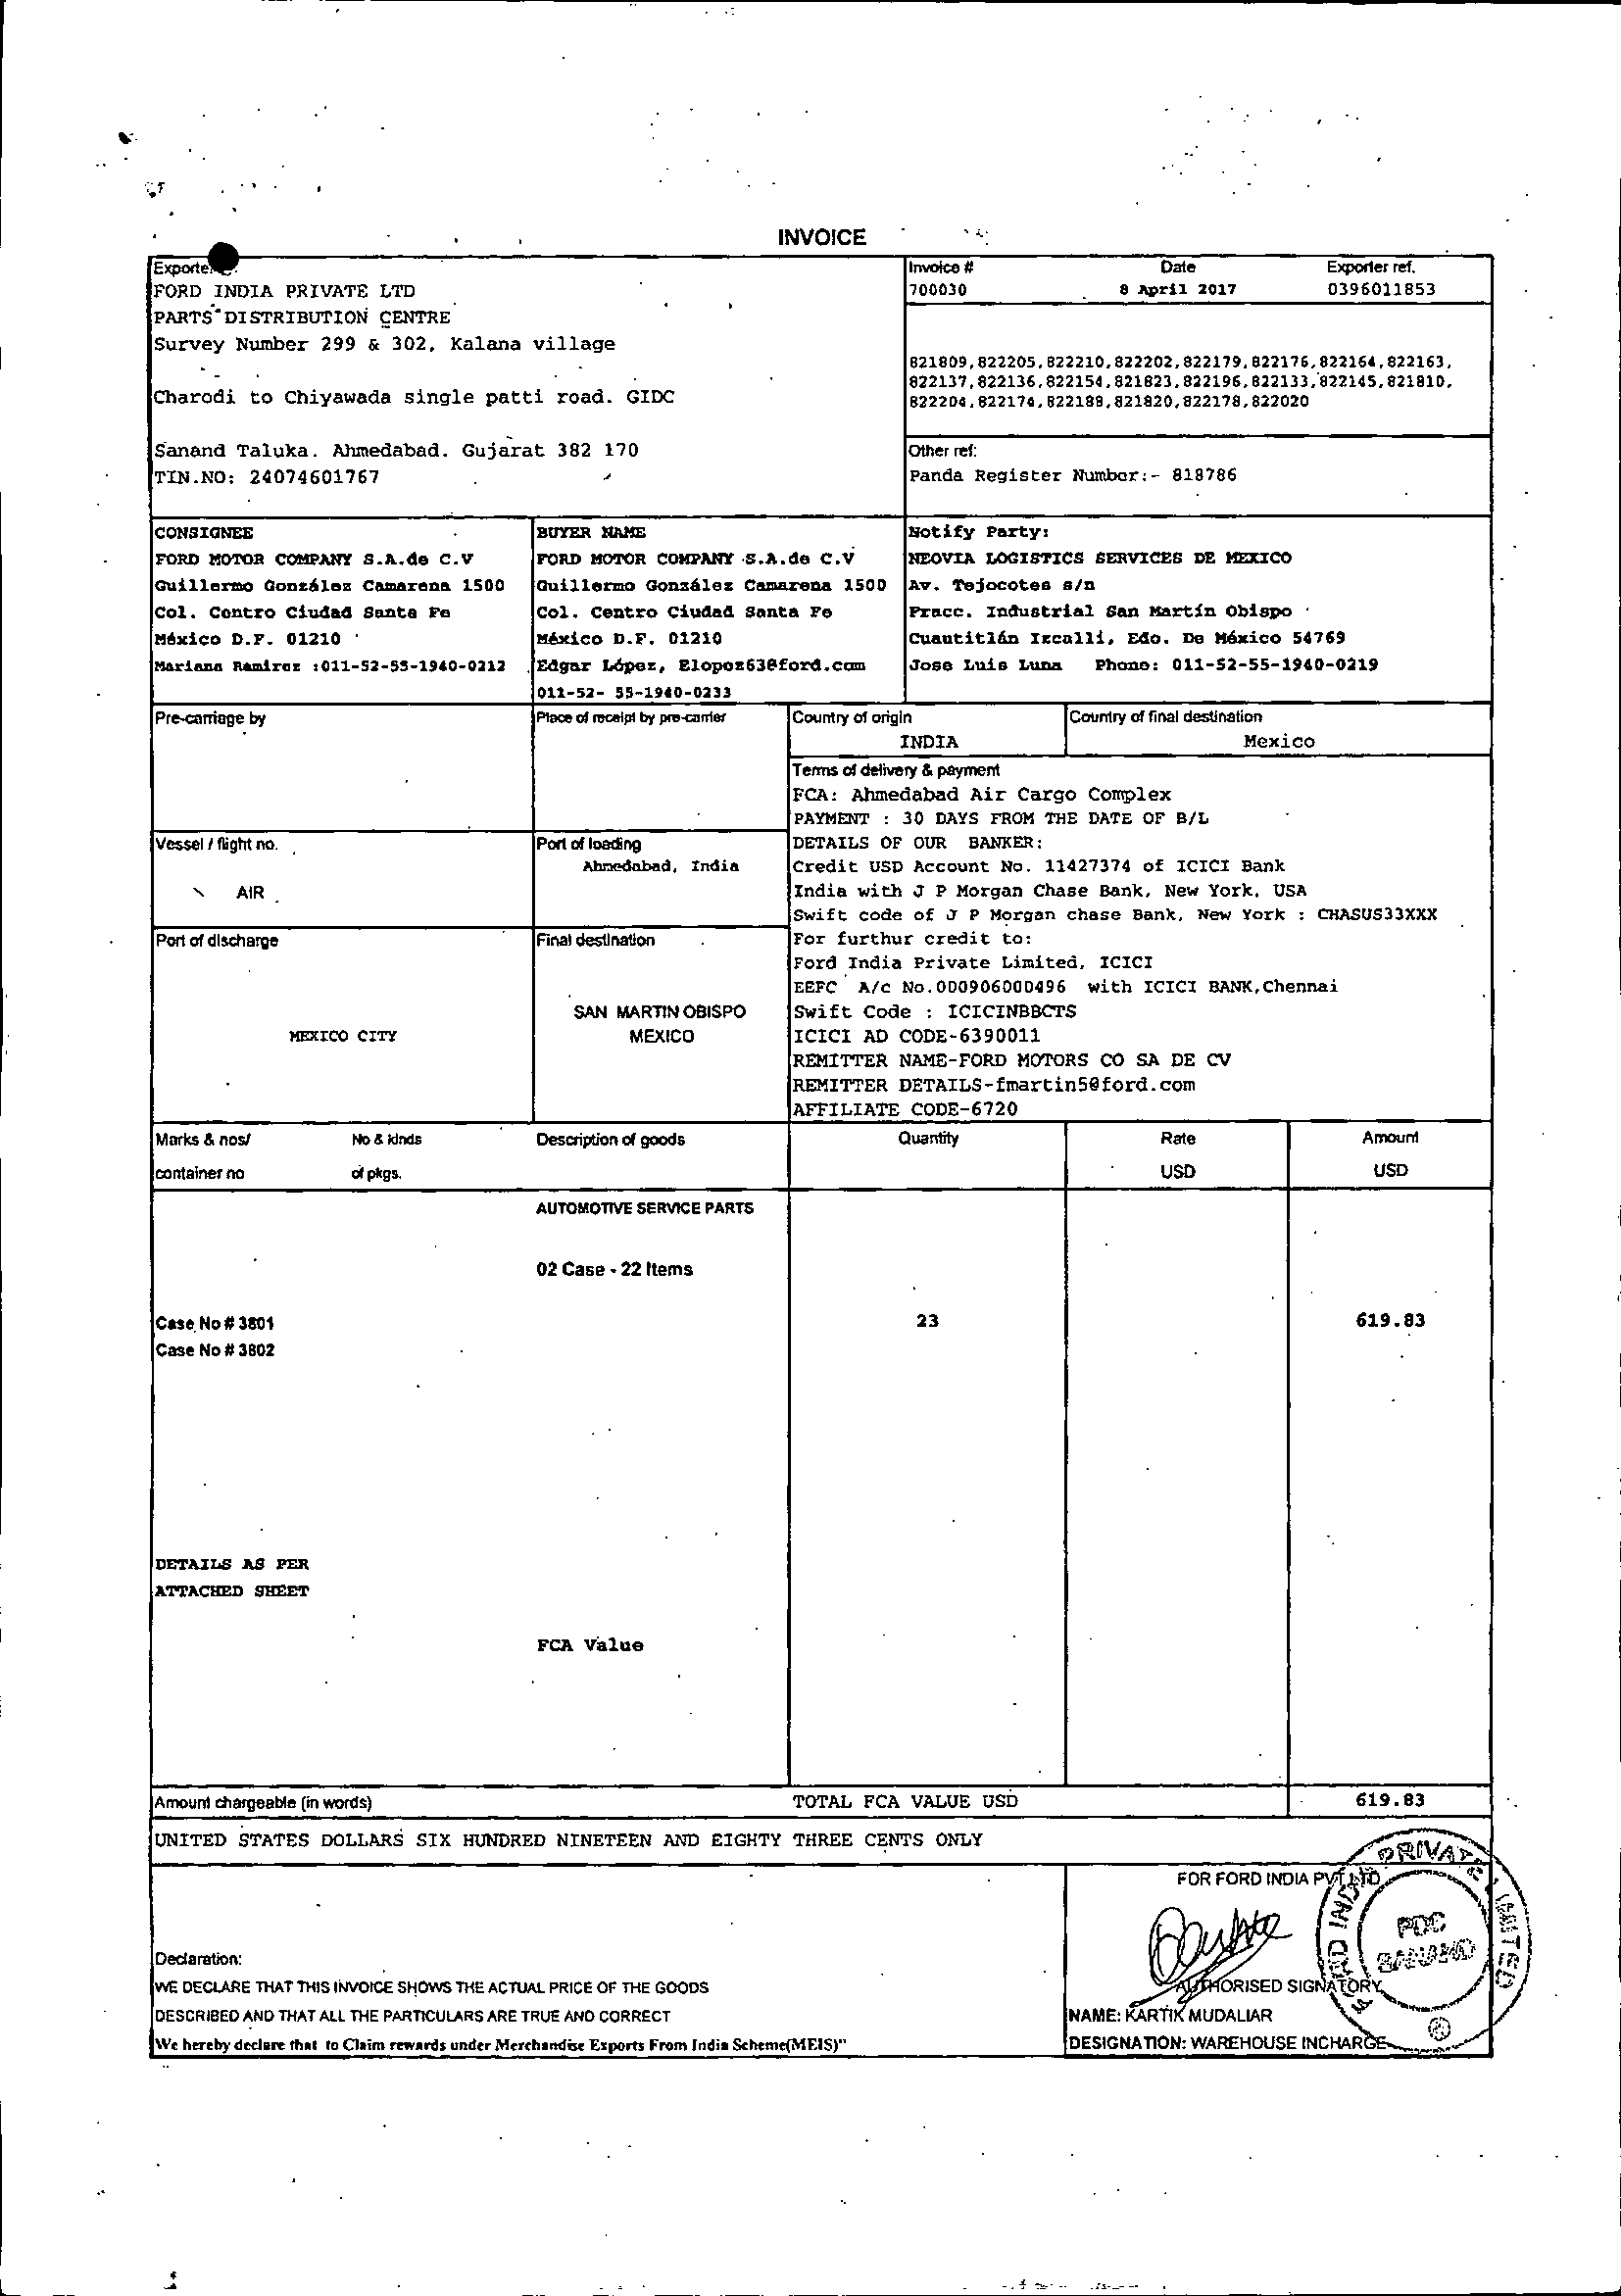 INVOICE
Exporter
FORD INDIA PRIVATE LTD
PARTS DISTRIBUTION CENTRE
Survey Number 299 & 302, Kalana village
Charodi to Chiyawada single patti road. GIDC
Sanand Taluka. Ahmedabad. Gujarat 382 170
TIN.NO: 24074601767
Invoice # Date Exporter ref.
700030 8 April 2017 0396011853
821809,822205,822210,822202,822179,822176,822164,822163,
822137,822136,822154,821823,822196,822133,822145,821810,
822204,822174,822189,821820,822178,822020
Other ref:
Panda Register Number:- 818786
CONSIGNEE
FORD MOTOR COMPANY S.A.de C.V
Guillermo González Camarena 1500
Col. Centro Ciudad Santa Fe
México D.F. 01210
Mariana Ramirez :011-52-55-1940-0212
BUYER NAME
FORD MOTOR COMPANY S.A.de C.V
Guillermo González Camarena 1500
Col. Centro Ciudad Santa Fe
México D.F. 01210
Edgar López, Elopez63@ford.com
011-52- 55-1940-0233
Notify Party:
NEOVIA LOGISTICS SERVICES DE MEXICO
Av. Tejocotes s/n
Fracc. Industrial San Martín Obispo
Cuautitlán Izcalli, Edo. De México 54769
Jose Luis Luna Phone: 011-52-55-1940-0219
Pre-carriage by
Place of receipt by pre-carrier
Country of origin
INDIA
Country of final destination
Mexico
Terms of delivery & payment
FCA: Ahmedabad Air Cargo Complex
PAYMENT : 30 DAYS FROM THE DATE OF B/L
DETAILS OF OUR BANKER:
Credit USD Account No. 11427374 of ICICI Bank
India with J P Morgan Chase Bank, New York, USA
Swift code of J P Morgan chase Bank, New York : CHASUS33XXX
For furthur credit to:
Ford India Private Limited, ICICI
EEFC A/c No.000906000496 with ICICI BANK,Chennai
Swift Code : ICICINBBCTS
ICICI AD CODE-6390011
REMITTER NAME-FORD MOTORS CO SA DE CV
REMITTER DETAILS-fmartin5@ford.com
AFFILIATE CODE-6720
Vessel / flight no.
AIR
Port of loading
Ahmedabad, India
Port of discharge
MEXICO CITY
Final destination
SAN MARTIN OBISPO
MEXICO
Marks & nos/ No & kinds Description of goods Quantity Rate Amount
container no of pkgs. USD USD
AUTOMOTIVE SERVICE PARTS
02 Case - 22 Items
Case No # 3801 23 619.83
Case No # 3802
DETAILS AS PER
ATTACHED SHEET
FCA Value
Amount chargeable (in words) TOTAL FCA VALUE USD 619.83
UNITED STATES DOLLARS SIX HUNDRED NINETEEN AND EIGHTY THREE CENTS ONLY
FOR FORD INDIA PVT LTD
FORD INDIA PRIVATE LIMITED
PDC
SANAND
AUTHORISED SIGNATORY
NAME: KARTIK MUDALIAR
DESIGNATION: WAREHOUSE INCHARGE
Declaration:
WE DECLARE THAT THIS INVOICE SHOWS THE ACTUAL PRICE OF THE GOODS
DESCRIBED AND THAT ALL THE PARTICULARS ARE TRUE AND CORRECT
We hereby declare that to Claim rewards under Merchandise Exports From India Scheme(MEIS)"